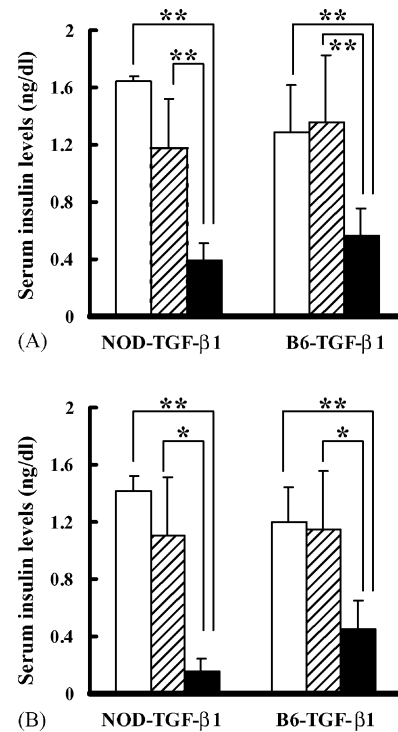 **
**
**
**
2
1.6
1.2
0.8
0.4
0
Serum insulin levels (ng/dl)
(A)
NOD-TGF-β1
B6-TGF-β1
**
*
**
*
2
1.6
1.2
0.8
0.4
0
Serum insulin levels (ng/dl)
(B)
NOD-TGF-β1
B6-TGF-β1